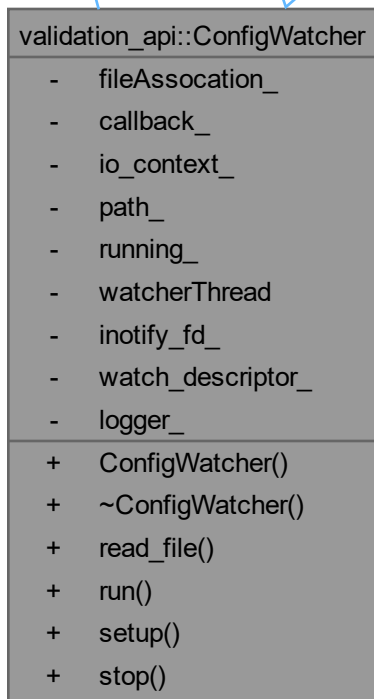 validation_api::ConfigWatcher
- fileAssocation_
- callback_
- io_context_
- path_
- running_
- watcherThread
- inotify_fd_
- watch_descriptor_
- logger_
+ ConfigWatcher()
+ ~ConfigWatcher()
+ read_file()
+ run()
+ setup()
+ stop()